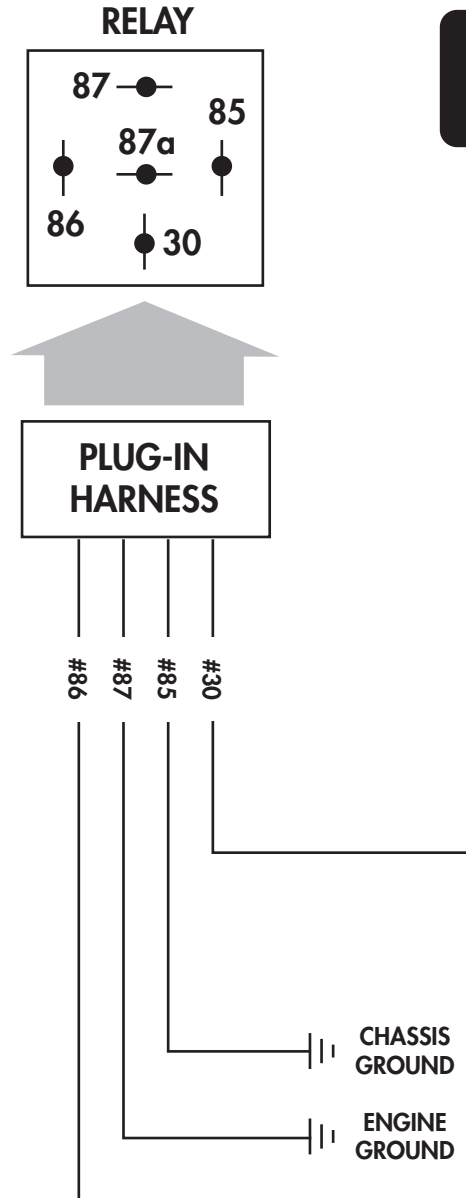 RELAY
87
85
87a
86
30
PLUG-IN
HARNESS
#86
#87
#85
#30
CHASSIS
GROUND
ENGINE
GROUND